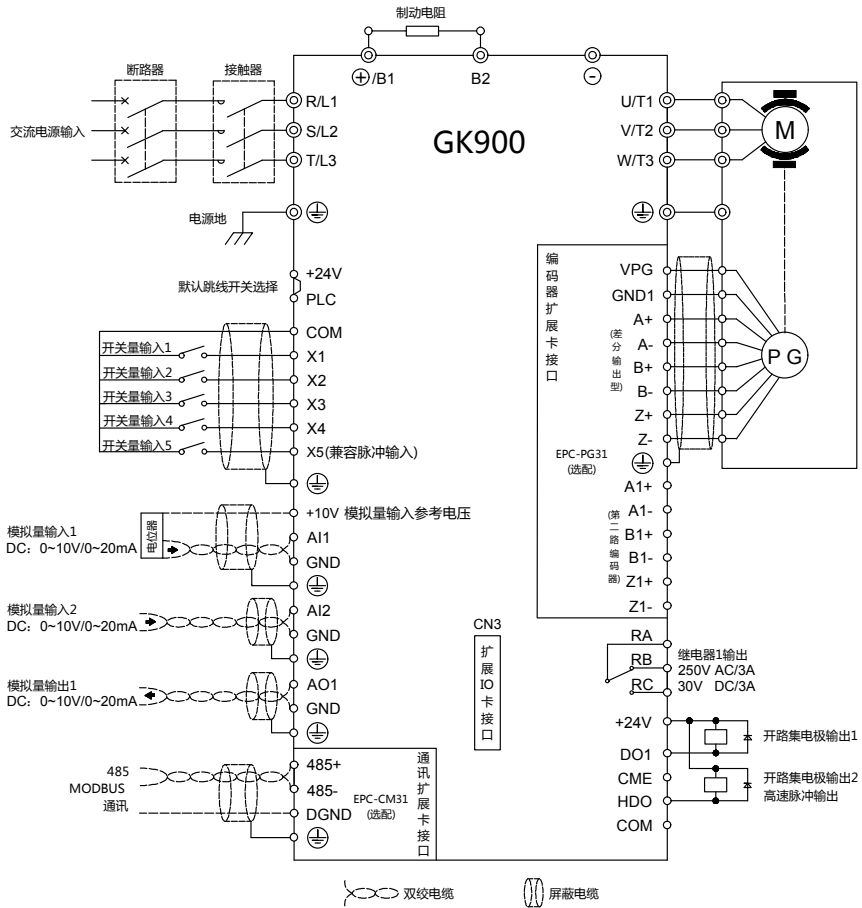 制动电阻
断路器
接触器
+/B1
B2
-
R/L1
S/L2
T/L3
交流电源输入
GK900
U/T1
V/T2
W/T3
M
电源地
+24V
PLC
默认跳线开关选择
COM
开关量输入1
X1
开关量输入2
X2
开关量输入3
X3
开关量输入4
X4
开关量输入5
X5(兼容脉冲输入)
编码器扩展卡接口
VPG
GND1
A+
A-
B+
B-
Z+
Z-
(差分输出型)
EPC-PG31
(选配)
PG
A1+
A1-
B1+
B1-
Z1+
Z1-
(第二路编码器)
+10V 模拟量输入参考电压
电位器
模拟量输入1
DC：0~10V/0~20mA
AI1
GND
模拟量输入2
DC：0~10V/0~20mA
AI2
GND
模拟量输出1
DC：0~10V/0~20mA
AO1
GND
CN3
扩展IO卡接口
RA
RB
RC
继电器1输出
250V AC/3A
30V DC/3A
+24V
DO1
CME
HDO
COM
开路集电极输出1
开路集电极输出2
高速脉冲输出
485
MODBUS
通讯
485+
485-
DGND
EPC-CM31
(选配)
通讯扩展卡接口
双绞电缆
屏蔽电缆